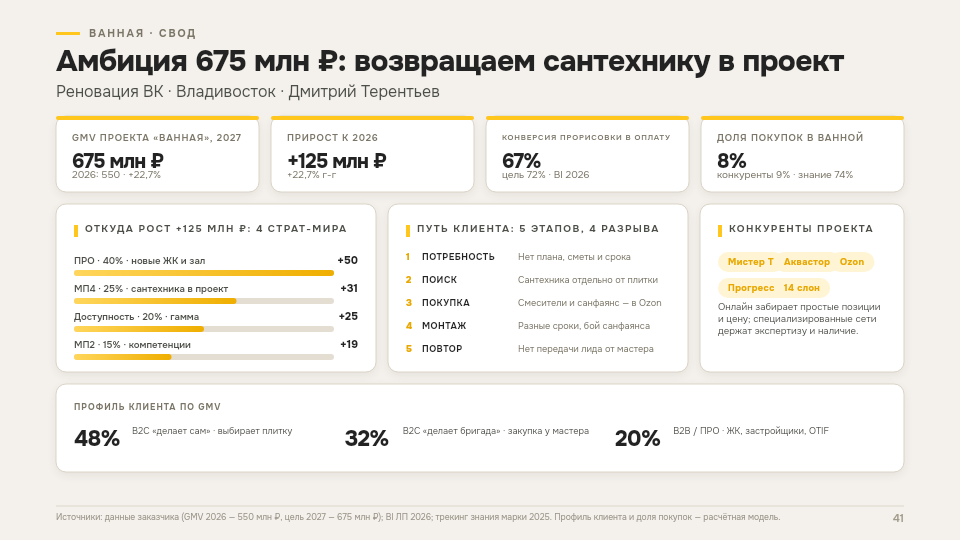 ВАННАЯ · СВОД
Амбиция 675 млн ₽: возвращаем сантехнику в проект
Реновация ВК · Владивосток · Дмитрий Терентьев
GMV ПРОЕКТА «ВАННАЯ», 2027
675 млн ₽
2026: 550 · +22,7%
ПРИРОСТ К 2026
+125 млн ₽
+22,7% г-г
КОНВЕРСИЯ ПРОРИСОВКИ В ОПЛАТУ
67%
цель 72% · BI 2026
ДОЛЯ ПОКУПОК В ВАННОЙ
8%
конкуренты 9% · знание 74%
ОТКУДА РОСТ +125 МЛН ₽: 4 СТРАТ-МИРА
ПРО · 40% · новые ЖК и зал +50
МП4 · 25% · сантехника в проект +31
Доступность · 20% · гамма +25
МП2 · 15% · компетенции +19
ПУТЬ КЛИЕНТА: 5 ЭТАПОВ, 4 РАЗРЫВА
1 ПОТРЕБНОСТЬ Нет плана, сметы и срока
2 ПОИСК Сантехника отдельно от плитки
3 ПОКУПКА Смесители и санфаянс — в Ozon
4 МОНТАЖ Разные сроки, бой санфаянса
5 ПОВТОР Нет передачи лида от мастера
КОНКУРЕНТЫ ПРОЕКТА
Мистер Т Аквастор Ozon
Прогресс 14 слон
Онлайн забирает простые позиции
и цену; специализированные сети
держат экспертизу и наличие.
ПРОФИЛЬ КЛИЕНТА ПО GMV
48% B2C «делает сам» · выбирает плитку
32% B2C «делает бригада» · закупка у мастера
20% B2B / ПРО · ЖК, застройщики, OTIF
Источники: данные заказчика (GMV 2026 — 550 млн ₽, цель 2027 — 675 млн ₽); BI ЛП 2026; трекинг знания марки 2025. Профиль клиента и доля покупок — расчётная модель.
41